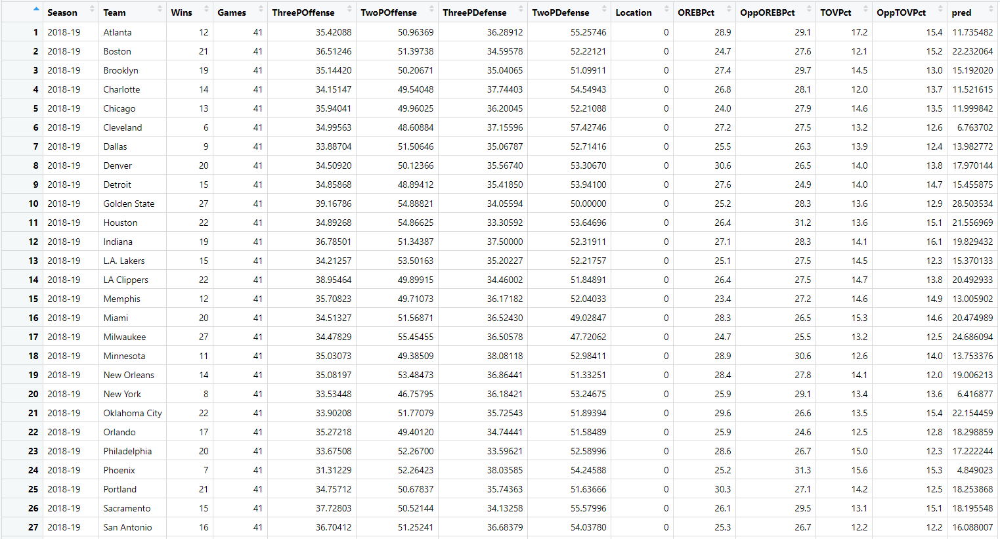 Season Team Wins Games ThreePOffense TwoPOffense ThreePDefense TwoPDefense Location OREBPct OppOREBPct TOVPct OppTOVPct pred
1 2018-19 Atlanta 12 41 35.42088 50.96369 36.28912 55.25746 0 28.9 29.1 17.2 15.4 11.735482
2 2018-19 Boston 21 41 36.51246 51.39738 34.59578 52.22121 0 24.7 27.6 12.1 15.2 22.232064
3 2018-19 Brooklyn 19 41 35.14420 50.20671 35.04065 51.09911 0 27.4 29.7 14.5 13.0 15.192020
4 2018-19 Charlotte 14 41 34.15147 49.54048 37.74403 54.54943 0 26.8 28.1 12.0 13.7 11.521615
5 2018-19 Chicago 13 41 35.94041 49.96025 36.20045 52.21088 0 24.0 27.9 14.6 13.5 11.999842
6 2018-19 Cleveland 6 41 34.99563 48.60884 37.15596 57.42746 0 27.2 27.5 13.2 12.6 6.763702
7 2018-19 Dallas 9 41 33.88704 51.50646 35.06787 52.71416 0 25.5 26.3 13.9 12.4 13.982772
8 2018-19 Denver 20 41 34.50920 50.12366 35.56740 53.30670 0 30.6 26.5 14.0 13.8 17.970144
9 2018-19 Detroit 15 41 34.85868 48.89412 35.41850 53.94100 0 27.6 24.9 14.0 14.7 15.455875
10 2018-19 Golden State 27 41 39.16786 54.88821 34.05594 50.00000 0 25.2 28.3 13.6 12.9 28.503534
11 2018-19 Houston 22 41 34.89268 54.86625 33.30592 53.64696 0 26.4 31.2 13.6 15.1 21.556969
12 2018-19 Indiana 19 41 36.78501 51.34387 37.50000 52.31911 0 27.1 28.3 14.1 16.1 19.829432
13 2018-19 L.A. Lakers 15 41 34.21257 53.50163 35.20227 52.21757 0 25.1 27.5 14.5 12.3 15.370133
14 2018-19 LA Clippers 22 41 38.95464 49.89915 34.46002 51.84891 0 26.4 27.5 14.7 13.8 20.492933
15 2018-19 Memphis 12 41 35.70823 49.71073 36.17182 52.04033 0 23.4 27.2 14.6 14.9 13.005902
16 2018-19 Miami 20 41 34.51327 51.56871 36.52430 49.02847 0 28.3 26.5 15.3 14.6 20.474989
17 2018-19 Milwaukee 27 41 34.47829 55.45455 36.50578 47.72062 0 24.7 25.5 13.2 12.5 24.686094
18 2018-19 Minnesota 11 41 35.03073 49.38509 38.08118 52.98411 0 28.9 30.6 12.6 14.0 13.753376
19 2018-19 New Orleans 14 41 35.08197 53.48473 36.86441 51.33251 0 28.4 27.8 14.1 12.0 19.006213
20 2018-19 New York 8 41 33.53448 46.75795 36.18421 53.24675 0 25.9 29.1 13.4 13.6 6.416877
21 2018-19 Oklahoma City 22 41 33.90208 51.77079 35.72543 51.89394 0 29.6 26.6 13.5 15.4 22.154459
22 2018-19 Orlando 17 41 35.27218 49.40120 34.74441 51.58489 0 25.9 24.6 12.5 12.8 18.298859
23 2018-19 Philadelphia 20 41 33.67508 52.26700 33.59621 52.58996 0 28.6 26.7 15.0 12.3 17.222244
24 2018-19 Phoenix 7 41 31.31229 52.26423 38.03585 54.24588 0 25.2 31.3 15.6 15.3 4.849023
25 2018-19 Portland 21 41 34.75712 50.67837 35.74363 51.63666 0 30.3 27.1 14.2 12.5 18.253868
26 2018-19 Sacramento 15 41 37.72803 50.52144 34.13258 55.57996 0 26.1 29.5 13.1 15.1 18.195548
27 2018-19 San Antonio 16 41 36.70412 51.25241 36.68379 54.03780 0 25.3 26.7 12.2 12.2 16.088007